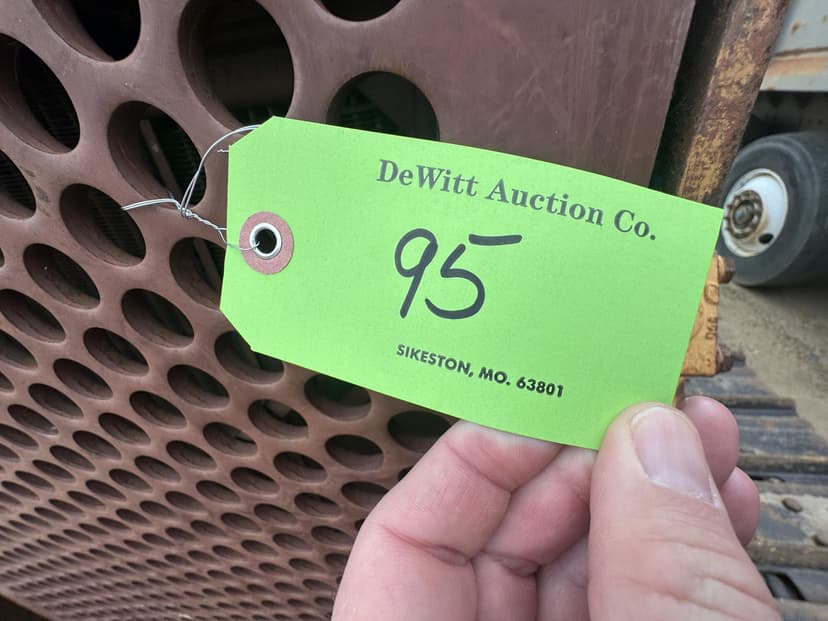 DeWitt Auction Co.
95
SIKESTON, MO. 63801